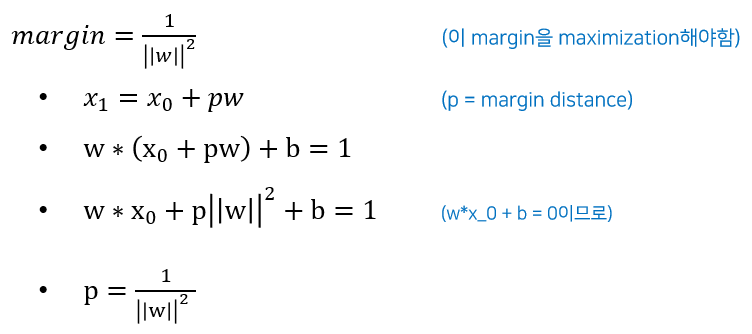 margin = 1/||w||² (이 margin을 maximization해야함)
• x₁ = x₀ + pw (p = margin distance)
• w ∗ (x₀ + pw) + b = 1
• w ∗ x₀ + p||w||² + b = 1 (w*x_0 + b = 0이므로)
• p = 1/||w||²